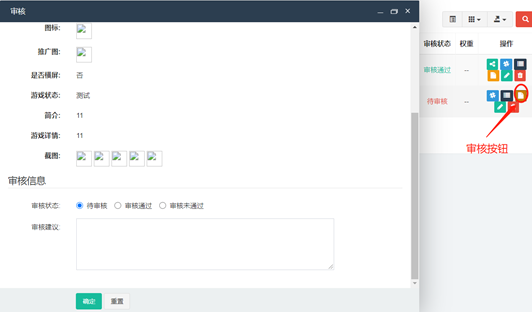 审核
图标:
推广图:
是否横屏: 否
游戏状态: 测试
简介: 11
游戏详情: 11
截图:
审核信息
审核状态: 待审核 审核通过 审核未通过
审核建议:
确定 重置
审核状态 权重 操作
审核通过 --
待审核 --
审核按钮